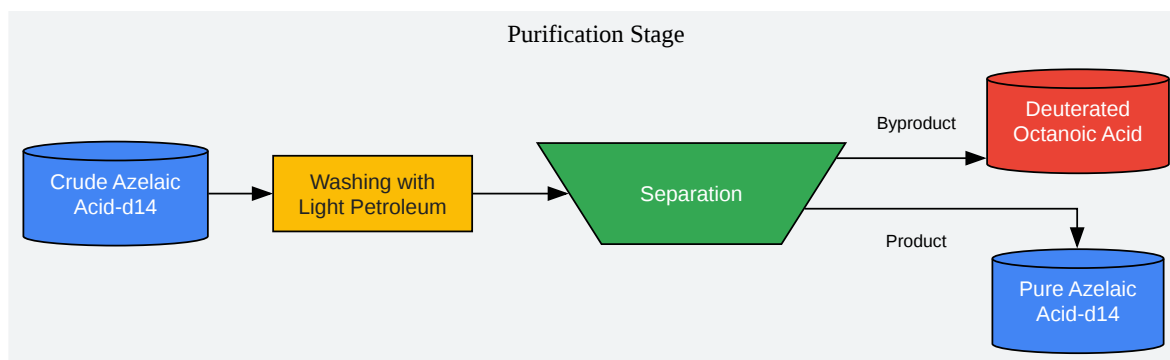 Purification Stage
Crude Azelaic
Acid-d14
Washing with
Light Petroleum
Separation
Byproduct
Deuterated
Octanoic Acid
Product
Pure Azelaic
Acid-d14